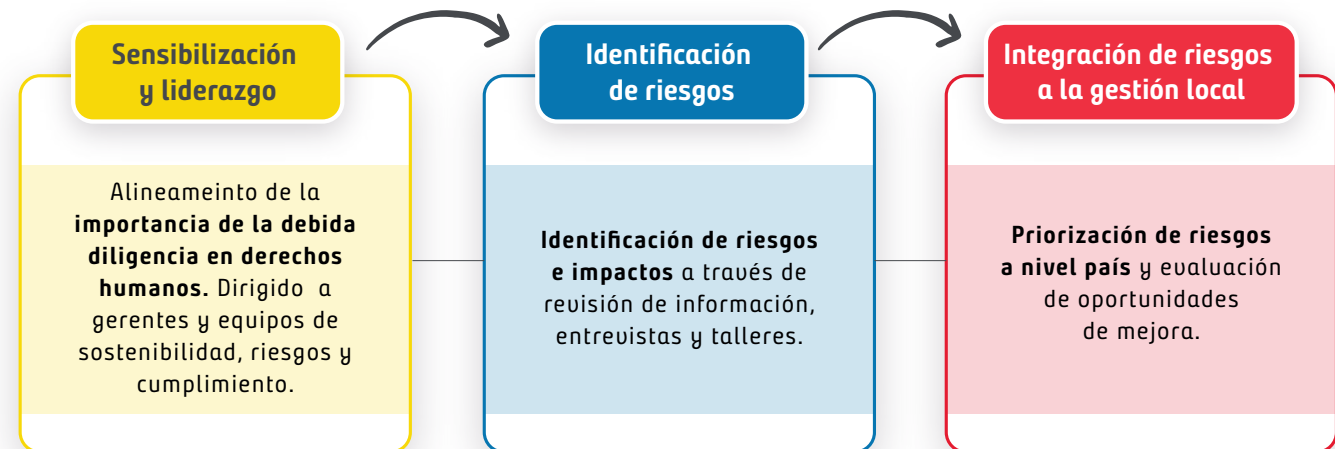 Sensibilización
y liderazgo
Alineameinto de la
importancia de la debida
diligencia en derechos
humanos. Dirigido a
gerentes y equipos de
sostenibilidad, riesgos y
cumplimiento.
Identificación
de riesgos
Identificación de riesgos
e impactos a través de
revisión de información,
entrevistas y talleres.
Integración de riesgos
a la gestión local
Priorización de riesgos
a nivel país y evaluación
de oportunidades
de mejora.